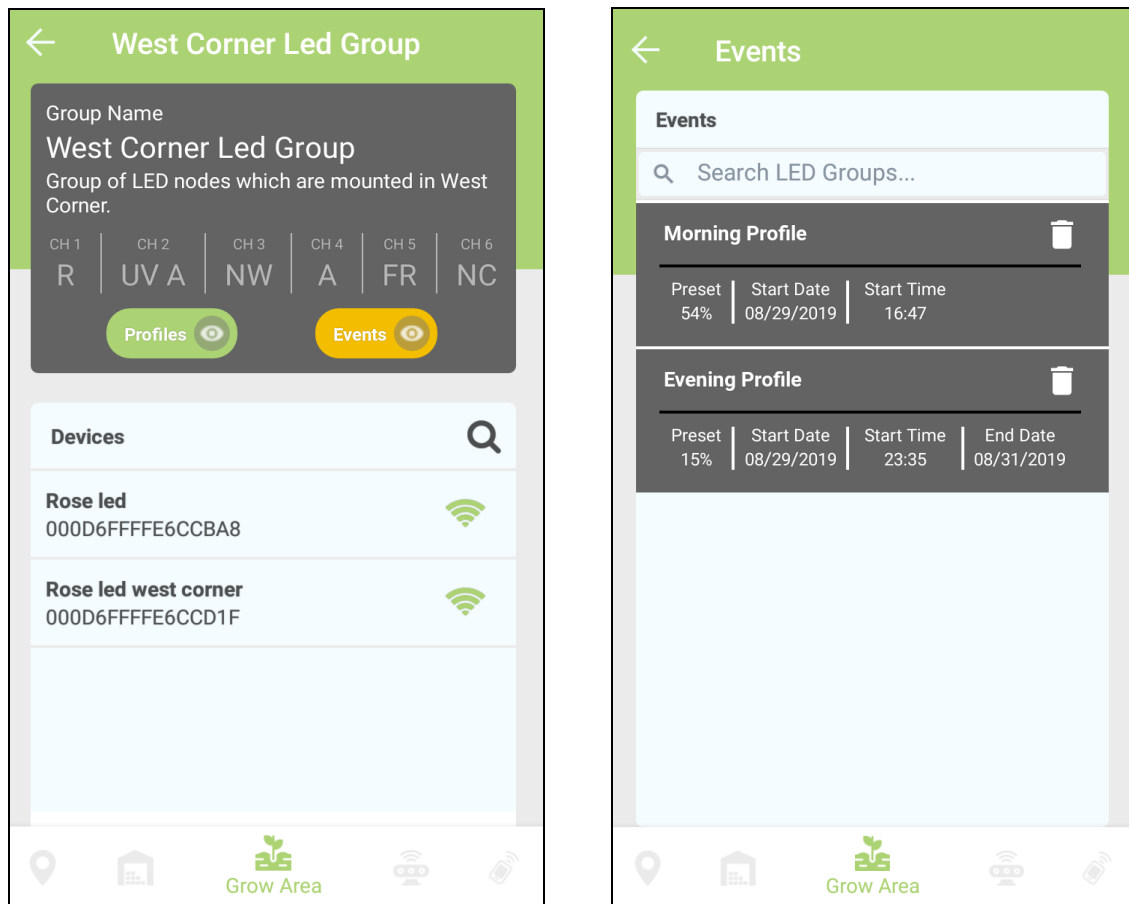 West Corner Led Group
Group Name
West Corner Led Group
Group of LED nodes which are mounted in West
Corner.
CH 1 CH 2 CH 3 CH 4 CH 5 CH 6
R UV A NW A FR NC
Profiles Events
Devices
Rose led
000D6FFFFE6CCBA8
Rose led west corner
000D6FFFFE6CCD1F
Grow Area
Events
Events
Search LED Groups...
Morning Profile
Preset Start Date Start Time
54% 08/29/2019 16:47
Evening Profile
Preset Start Date Start Time End Date
15% 08/29/2019 23:35 08/31/2019
Grow Area